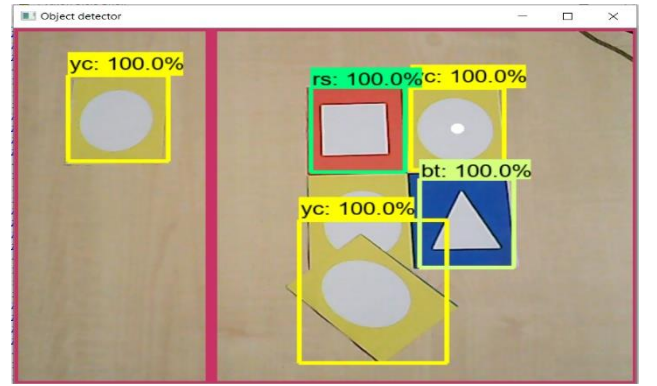 Object detector
yc: 100.0%
rs: 100.0%
c: 100.0%
bt: 100.0%
yc: 100.0%